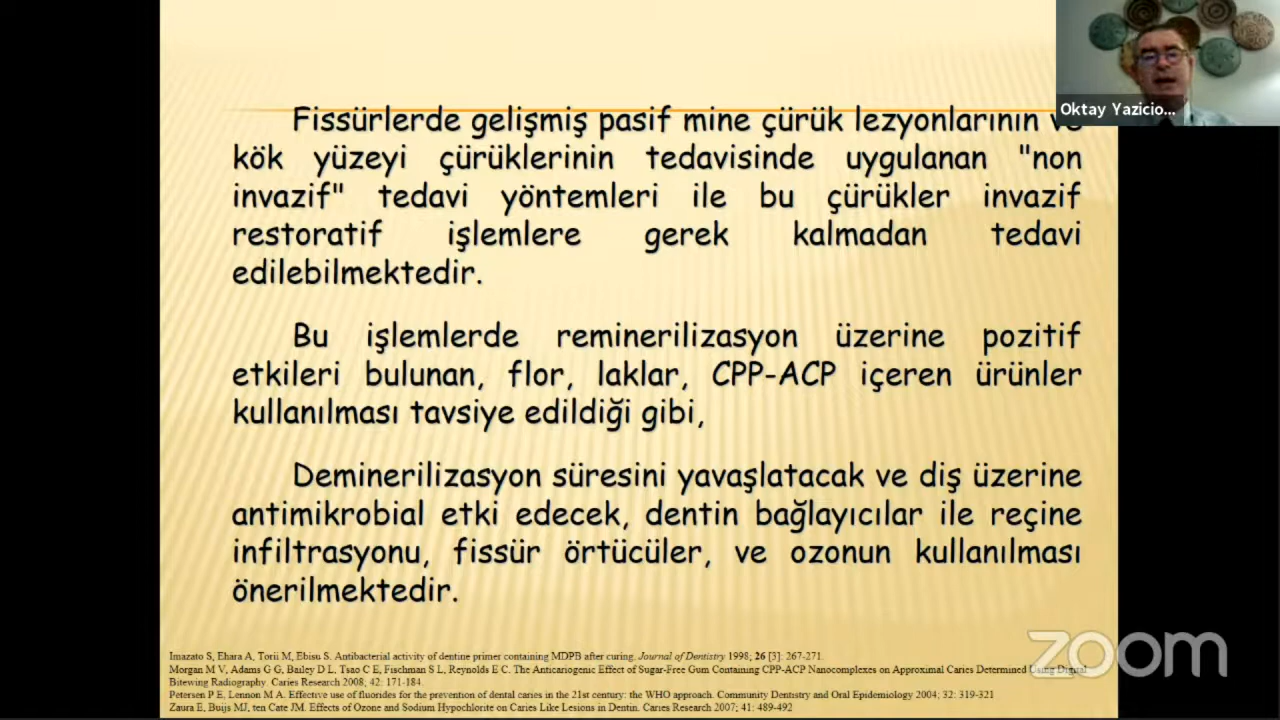 Oktay Yazicio...
Fissürlerde gelişmiş pasif mine çürük lezyonlarının ve
kök yüzeyi çürüklerinin tedavisinde uygulanan "non
invazif" tedavi yöntemleri ile bu çürükler invazif
restoratif işlemlere gerek kalmadan tedavi
edilebilmektedir.
Bu işlemlerde reminerilizasyon üzerine pozitif
etkileri bulunan, flor, laklar, CPP-ACP içeren ürünler
kullanılması tavsiye edildiği gibi,
Deminerilizasyon süresini yavaşlatacak ve diş üzerine
antimikrobial etki edecek, dentin bağlayıcılar ile reçine
infiltrasyonu, fissür örtücüler, ve ozonun kullanılması
önerilmektedir.
Imazato S, Ehara A, Torii M, Ebisu S. Antibacterial activity of dentine primer containing MDPB after curing. Journal of Dentistry 1998; 26 [3]: 267-271.
Morgan M V, Adams G G, Bailey D L, Tsao C E, Fischman S L, Reynolds E C. The Anticariogenic Effect of Sugar-Free Gum Containing CPP-ACP Nanocomplexes on Approximal Caries Determined Using Digital
Bitewing Radiography. Caries Research 2008; 42: 171-184.
Petersen P E, Lennon M A. Effective use of fluorides for the prevention of dental caries in the 21st century: the WHO approach. Community Dentistry and Oral Epidemiology 2004; 32: 319-321
Zaura E, Buijs MJ, ten Cate JM. Effects of Ozone and Sodium Hypochlorite on Caries Like Lesions in Dentin. Caries Research 2007; 41: 489-492
zoom